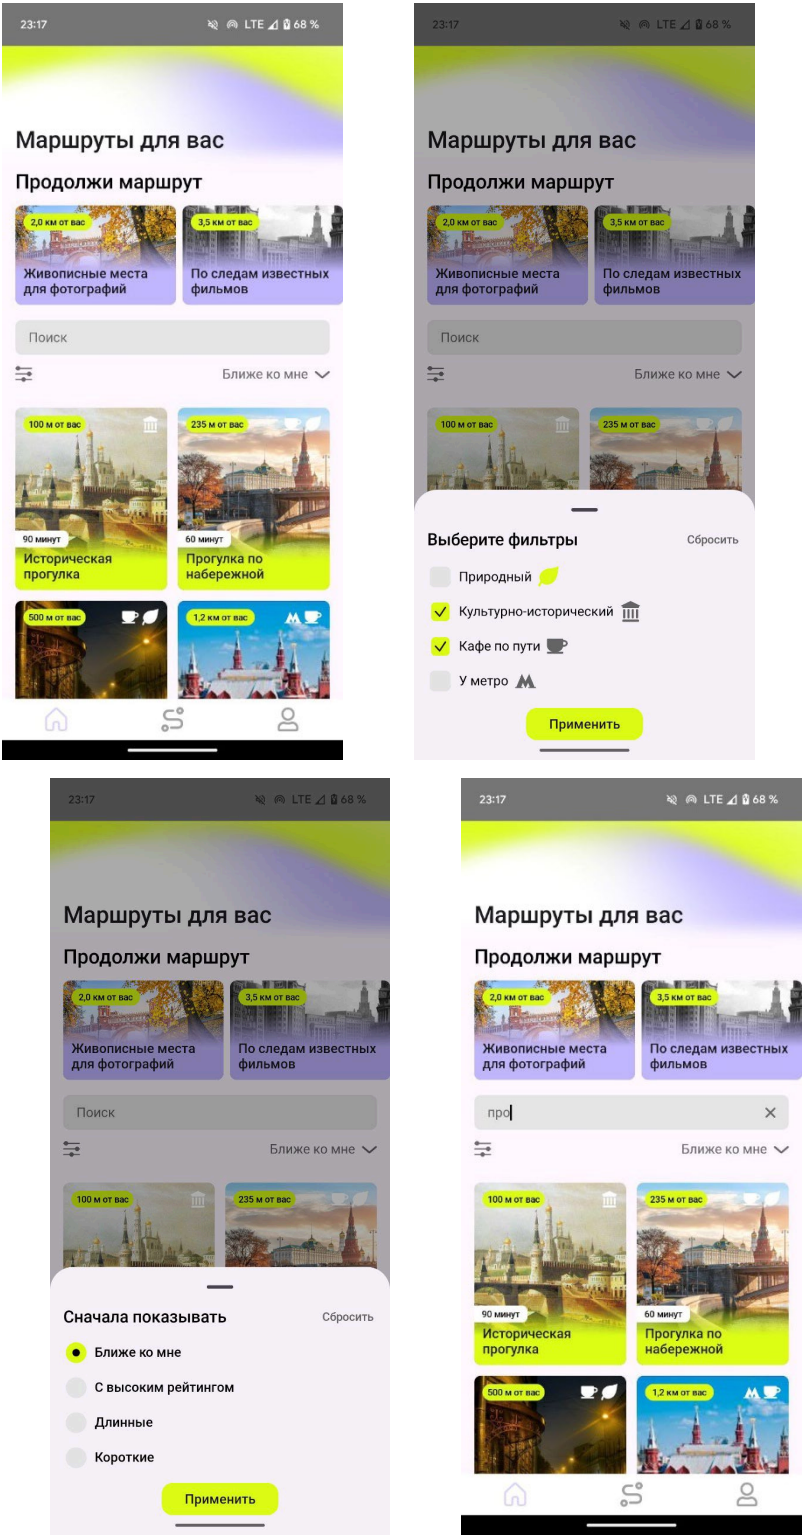 23:17 LTE 68 %
Маршруты для вас
Продолжи маршрут
2,0 км от вас
Живописные места
для фотографий
3,5 км от вас
По следам известных
фильмов
Поиск
Ближе ко мне
100 м от вас
90 минут
Историческая
прогулка
235 м от вас
60 минут
Прогулка по
набережной
500 м от вас
1,2 км от вас
23:17 LTE 68 %
Маршруты для вас
Продолжи маршрут
2,0 км от вас
Живописные места
для фотографий
3,5 км от вас
По следам известных
фильмов
Поиск
Ближе ко мне
100 м от вас
235 м от вас
Выберите фильтры
Сбросить
Природный
Культурно-исторический
Кафе по пути
У метро
Применить
23:17 LTE 68 %
Маршруты для вас
Продолжи маршрут
2,0 км от вас
Живописные места
для фотографий
3,5 км от вас
По следам известных
фильмов
Поиск
Ближе ко мне
100 м от вас
235 м от вас
Сначала показывать
Сбросить
Ближе ко мне
С высоким рейтингом
Длинные
Короткие
Применить
23:17 LTE 68 %
Маршруты для вас
Продолжи маршрут
2,0 км от вас
Живописные места
для фотографий
3,5 км от вас
По следам известных
фильмов
про
Ближе ко мне
100 м от вас
90 минут
Историческая
прогулка
235 м от вас
60 минут
Прогулка по
набережной
500 м от вас
1,2 км от вас